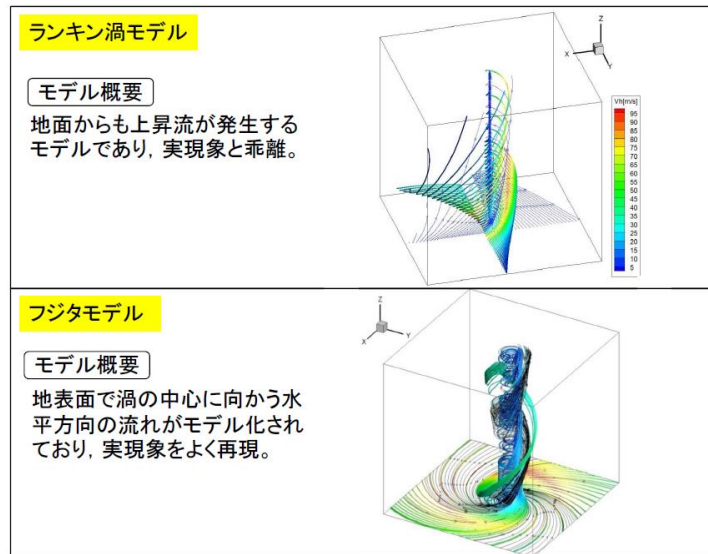 ランキン渦モデル
モデル概要
地面からも上昇流が発生する
モデルであり，実現象と乖離。
Z
X
Y
Vh[m/s]
95
90
85
80
75
70
65
60
55
50
45
40
35
30
25
20
15
10
5
フジタモデル
モデル概要
地表面で渦の中心に向かう水
平方向の流れがモデル化され
ており，実現象をよく再現。
Z
X
Y